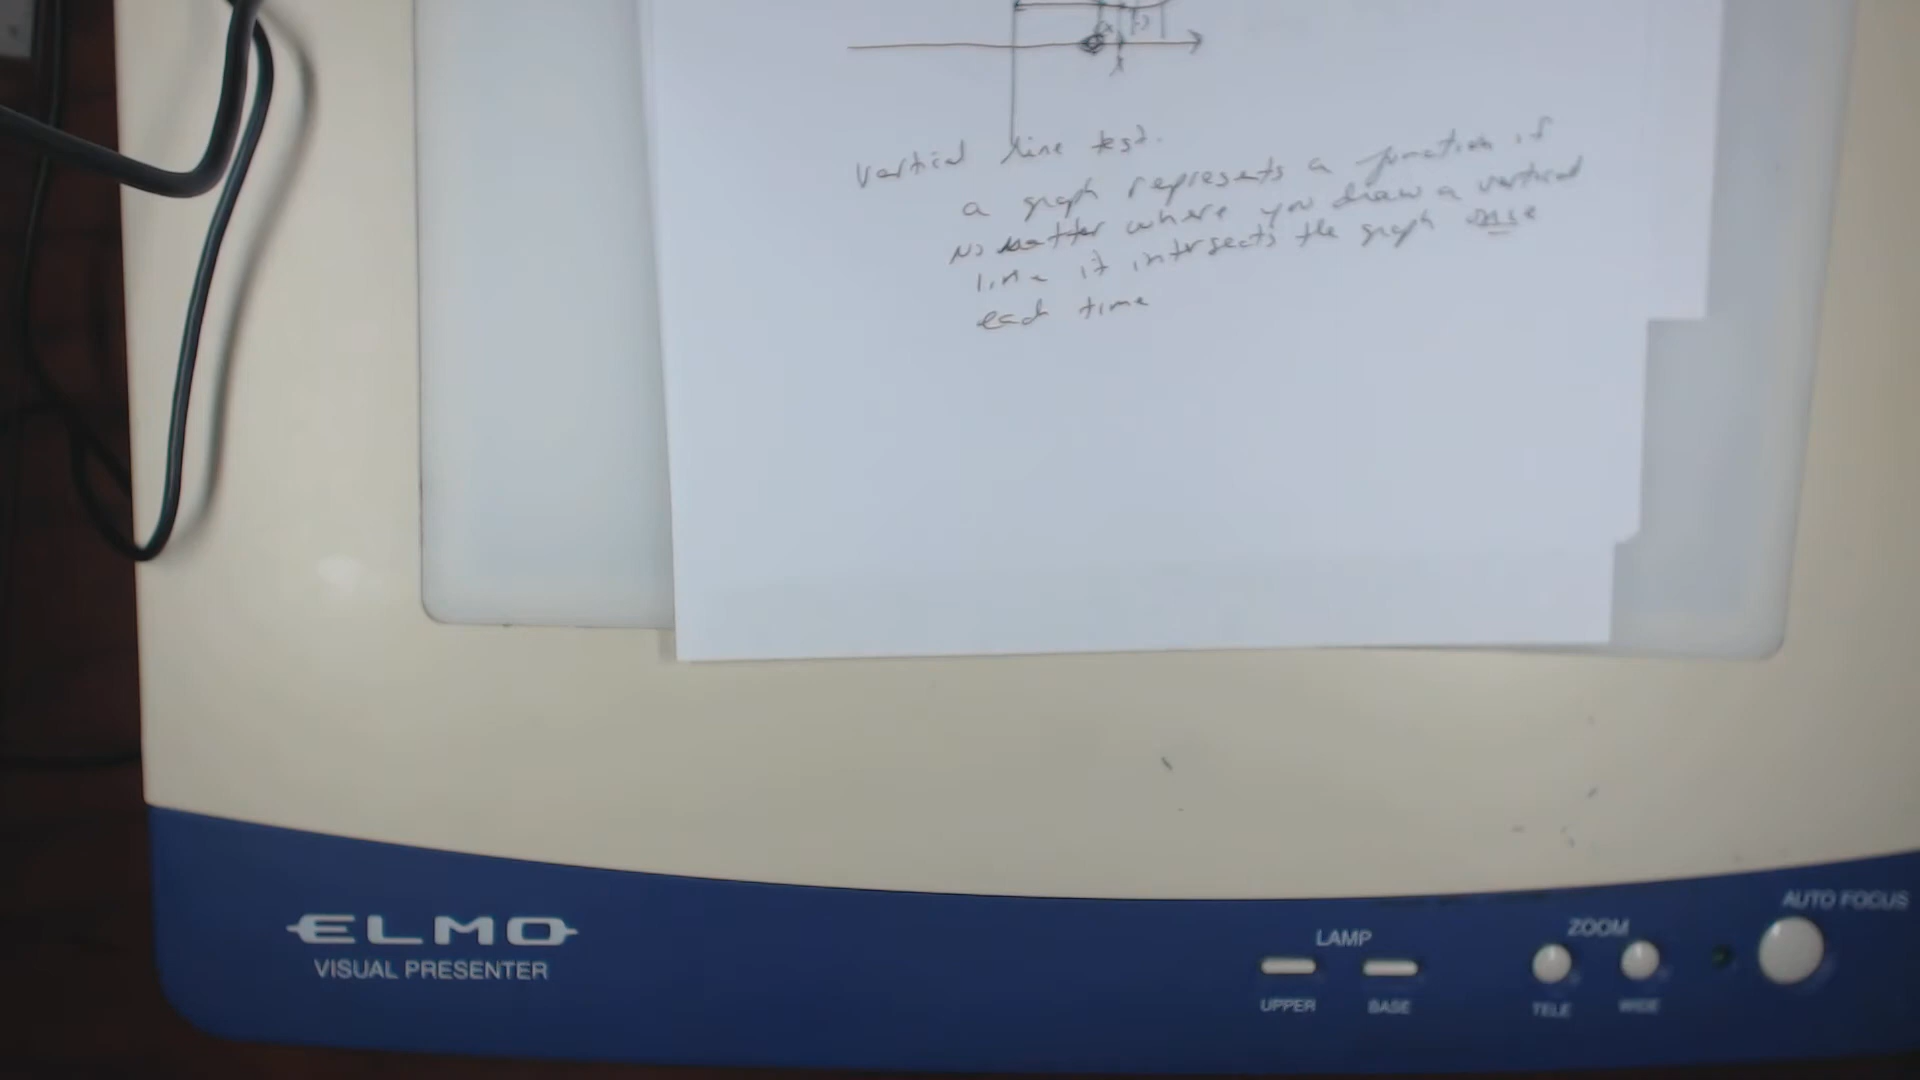 x
vertical line test.
a graph represents a function if
no matter where you draw a vertical
line it intersects the graph once
each time
ELMO
VISUAL PRESENTER
LAMP
UPPER BASE
ZOOM
TELE WIDE
AUTO FOCUS